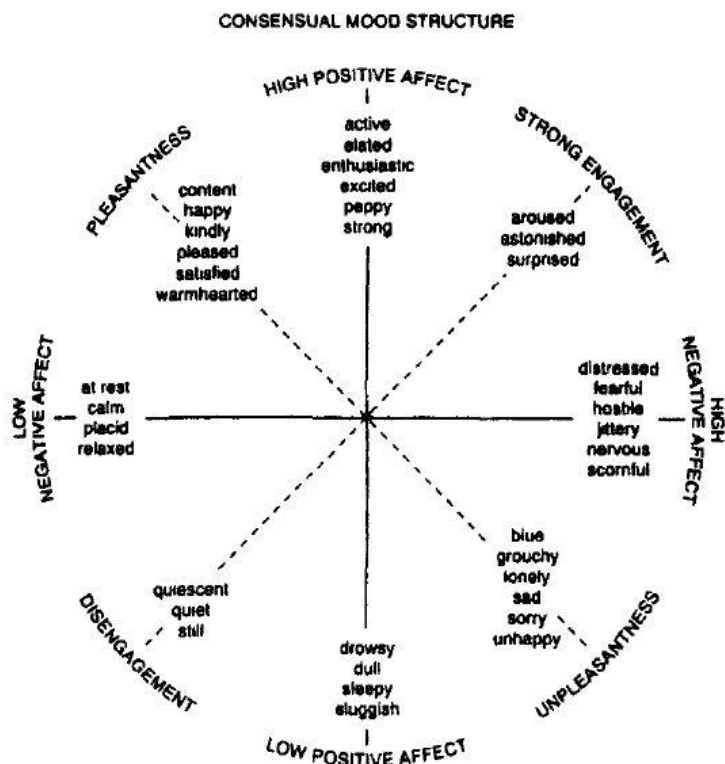 CONSENSUAL MOOD STRUCTURE
HIGH POSITIVE AFFECT
active
elated
enthusiastic
excited
peppy
strong
STRONG ENGAGEMENT
aroused
astonished
surprised
PLEASANTNESS
content
happy
kindly
pleased
satisfied
warmhearted
LOW
NEGATIVE AFFECT
at rest
calm
placid
relaxed
distressed
fearful
hostile
jittery
nervous
scornful
HIGH
NEGATIVE AFFECT
DISENGAGEMENT
quiescent
quiet
still
drowsy
dull
sleepy
sluggish
LOW POSITIVE AFFECT
blue
grouchy
lonely
sad
sorry
unhappy
UNPLEASANTNESS